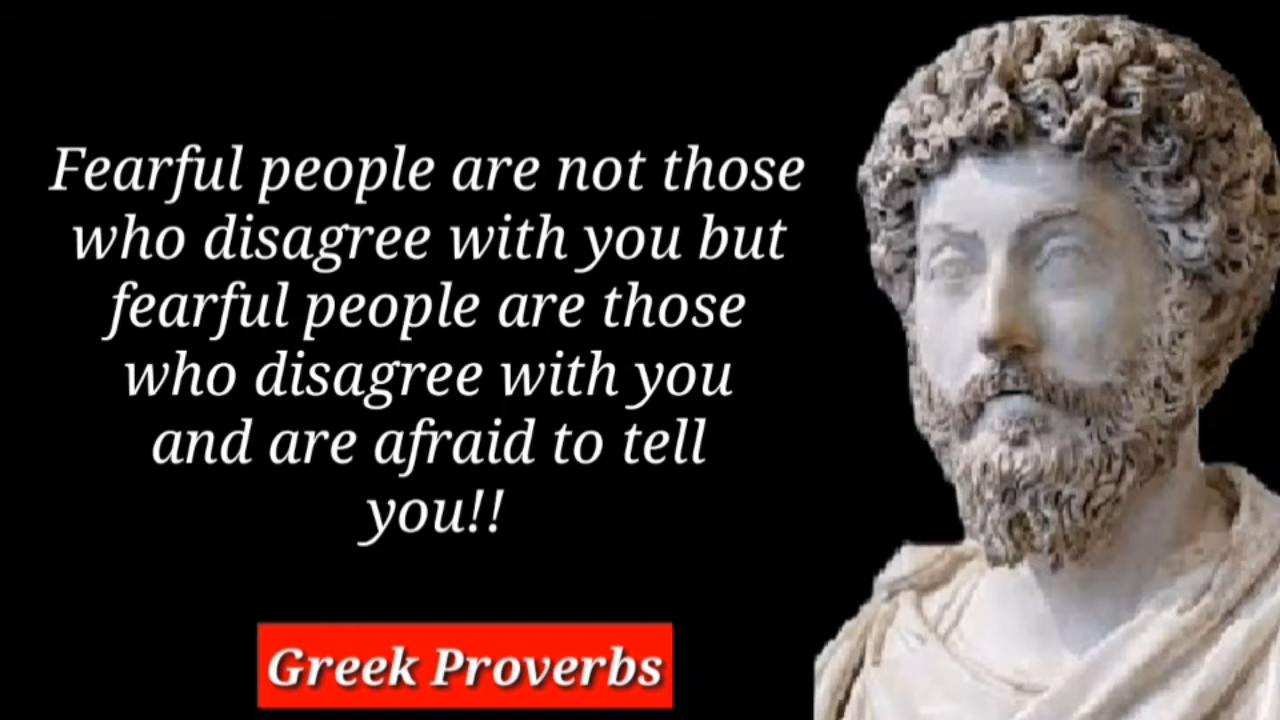 Fearful people are not those
who disagree with you but
fearful people are those
who disagree with you
and are afraid to tell
you!!
Greek Proverbs